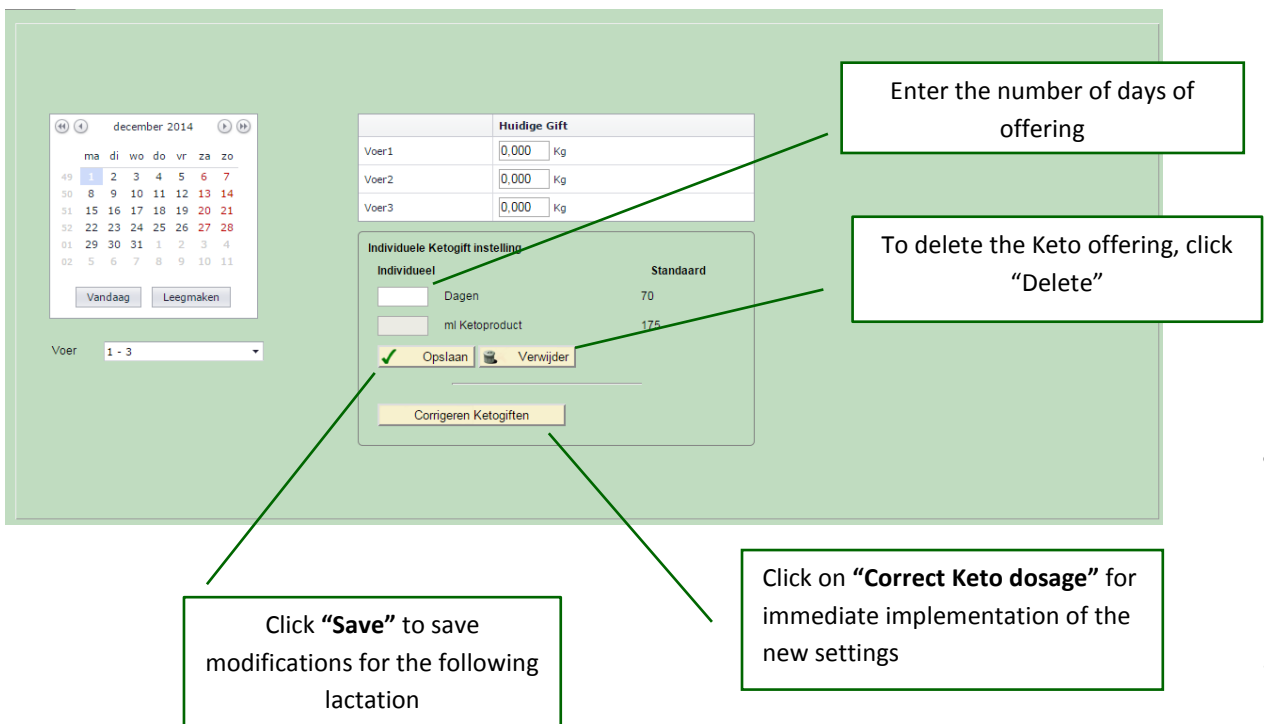 Enter the number of days of
offering
december 2014
ma di wo do vr za zo
49 1 2 3 4 5 6 7
50 8 9 10 11 12 13 14
51 15 16 17 18 19 20 21
52 22 23 24 25 26 27 28
01 29 30 31 1 2 3 4
02 5 6 7 8 9 10 11
Vandaag Leegmaken
Voer 1 - 3
Huidige Gift
Voer1 0,000 Kg
Voer2 0,000 Kg
Voer3 0,000 Kg
To delete the Keto offering, click
“Delete”
Individuele Ketogift instelling
Individueel Standaard
Dagen 70
ml Ketoproduct 175
Opslaan Verwijder
Corrigeren Ketogiften
Click “Save” to save
modifications for the following
lactation
Click on “Correct Keto dosage” for
immediate implementation of the
new settings